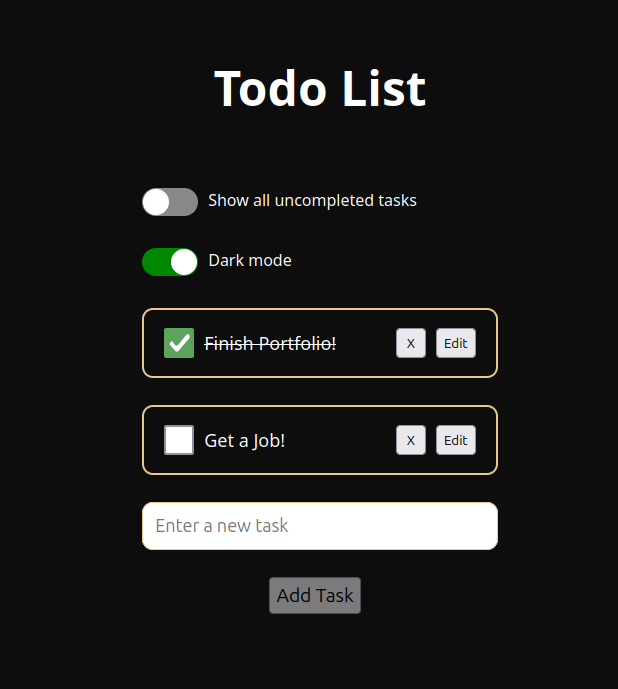 Todo List
Show all uncompleted tasks
Dark mode
Finish Portfolio! X Edit
Get a Job! X Edit
Enter a new task
Add Task